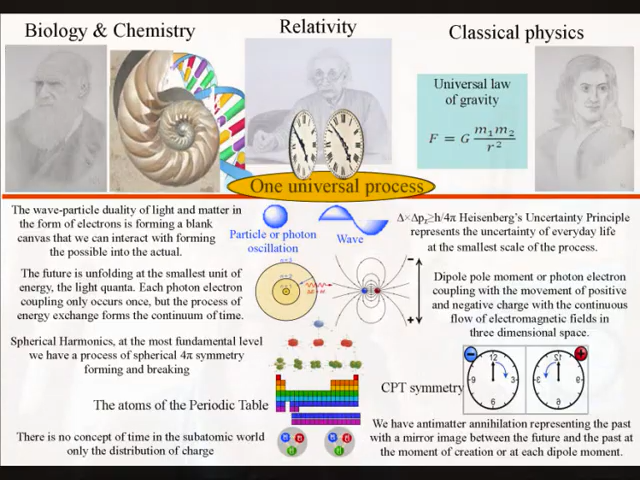 Biology & Chemistry
Relativity
Classical physics
Universal law
of gravity
F = G m₁m₂ / r²
One universal process
The wave-particle duality of light and matter in
the form of electrons is forming a blank
canvas that we can interact with forming
the possible into the actual.
Particle or photon
oscillation
Wave
Δ×Δpₓ≥h/4π Heisenberg's Uncertainty Principle
represents the uncertainty of everyday life
at the smallest scale of the process.
The future is unfolding at the smallest unit of
energy, the light quanta. Each photon electron
coupling only occurs once, but the process of
energy exchange forms the continuum of time.
Dipole pole moment or photon electron
coupling with the movement of positive
and negative charge with the continuous
flow of electromagnetic fields in
three dimensional space.
Spherical Harmonics, at the most fundamental level
we have a process of spherical 4π symmetry
forming and breaking
CPT symmetry
12
3
6
9
12
3
6
9
The atoms of the Periodic Table
We have antimatter annihilation representing the past
with a mirror image between the future and the past at
the moment of creation or at each dipole moment.
There is no concept of time in the subatomic world
only the distribution of charge